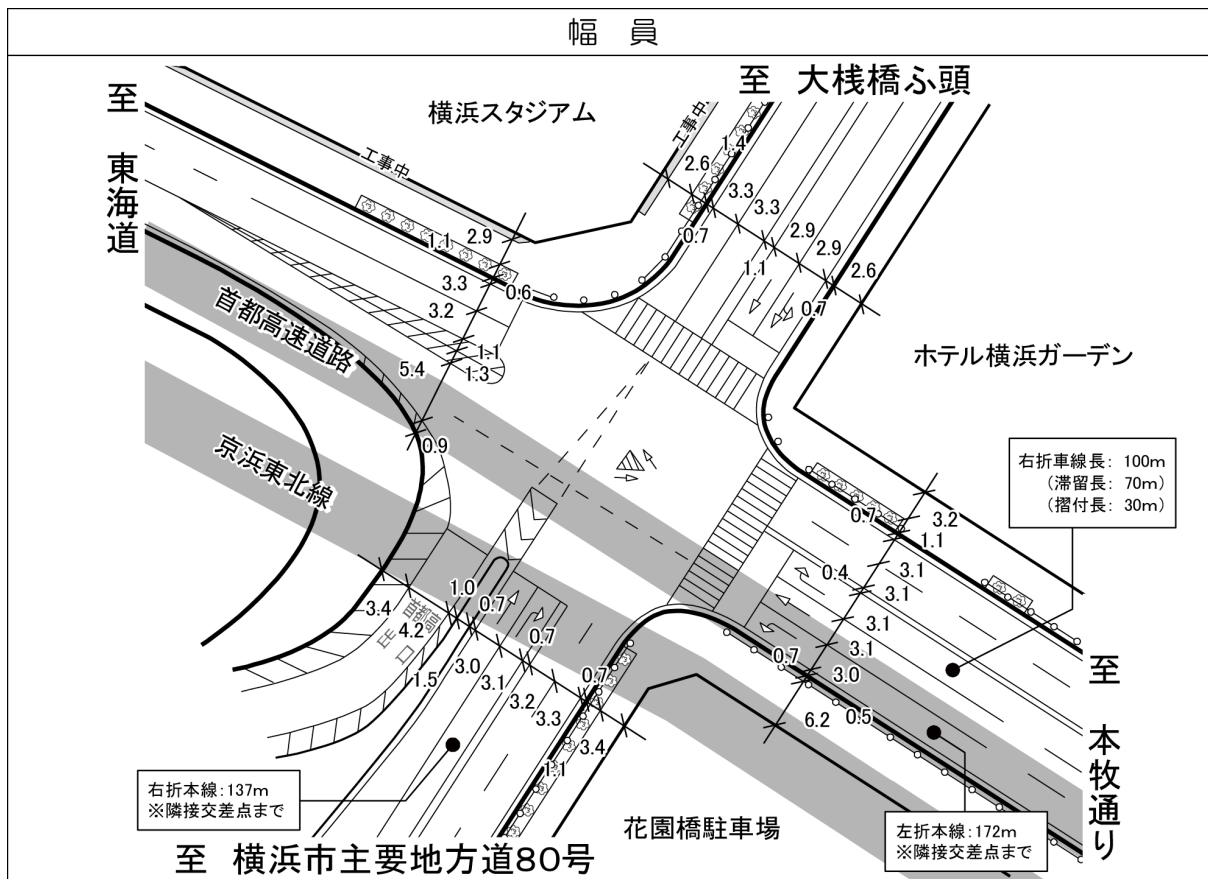 幅 員
至 大桟橋ふ頭
至 東海道
横浜スタジアム
工事中
工事中
1.4
2.6
3.3
3.3
0.7
2.9
2.9
1.1
2.6
0.7
1.1
2.9
3.3
0.6
3.2
1.1
1.3
5.4
0.9
首都高速道路
京浜東北線
ホテル横浜ガーデン
右折車線長: 100m
(滞留長: 70m)
(摺付長: 30m)
0.7
3.2
1.1
0.4
3.1
3.1
3.1
3.1
0.7
3.0
0.5
6.2
3.4
1.0
0.7
4.2
出口
0.7
1.5
3.0
3.1
3.2
3.3
0.7
3.4
1.1
至 本牧通り
右折本線:137m
※隣接交差点まで
花園橋駐車場
左折本線:172m
※隣接交差点まで
至 横浜市主要地方道80号